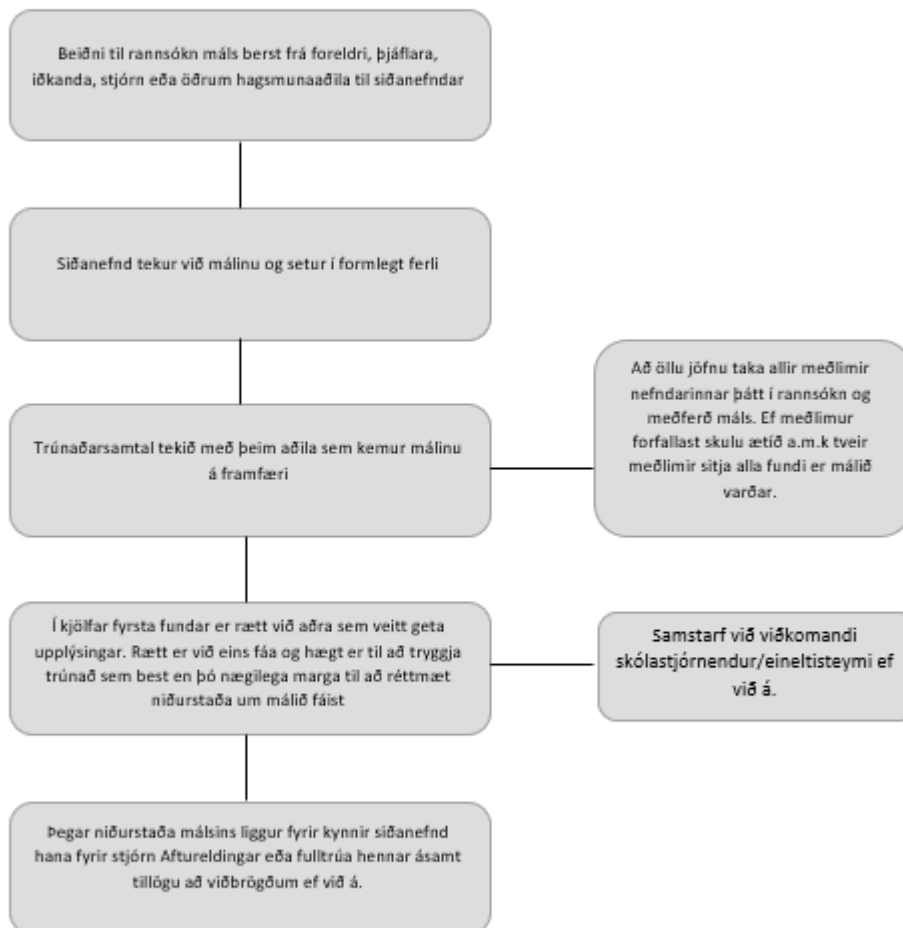 Beiðni til rannsókn máls berst frá foreldri, þjáflara,
iðkanda, stjórn eða öðrum hagsmunaaðila til siðanefndar
Siðanefnd tekur við málinu og setur í formlegt ferli
Trúnaðarsamtal tekið með þeim aðila sem kemur málinu
á framfæri
Að öllu jöfnu taka allir meðlimir
nefndarinnar þátt í rannsókn og
meðferð máls. Ef meðlimur
forfallast skulu ætíð a.m.k tveir
meðlimir sitja alla fundi er málið
varðar.
Í kjölfar fyrsta fundar er rætt við aðra sem veitt geta
upplýsingar. Rætt er við eins fáa og hægt er til að tryggja
trúnað sem best en þó nægilega marga til að réttmæt
niðurstaða um málið fáist
Samstarf við viðkomandi
skólastjórnendur/eineltisteymi ef
við á.
Þegar niðurstaða málsins liggur fyrir kynnir siðanefnd
hana fyrir stjórn Aftureldingar eða fulltrúa hennar ásamt
tillögu að viðbrögðum ef við á.